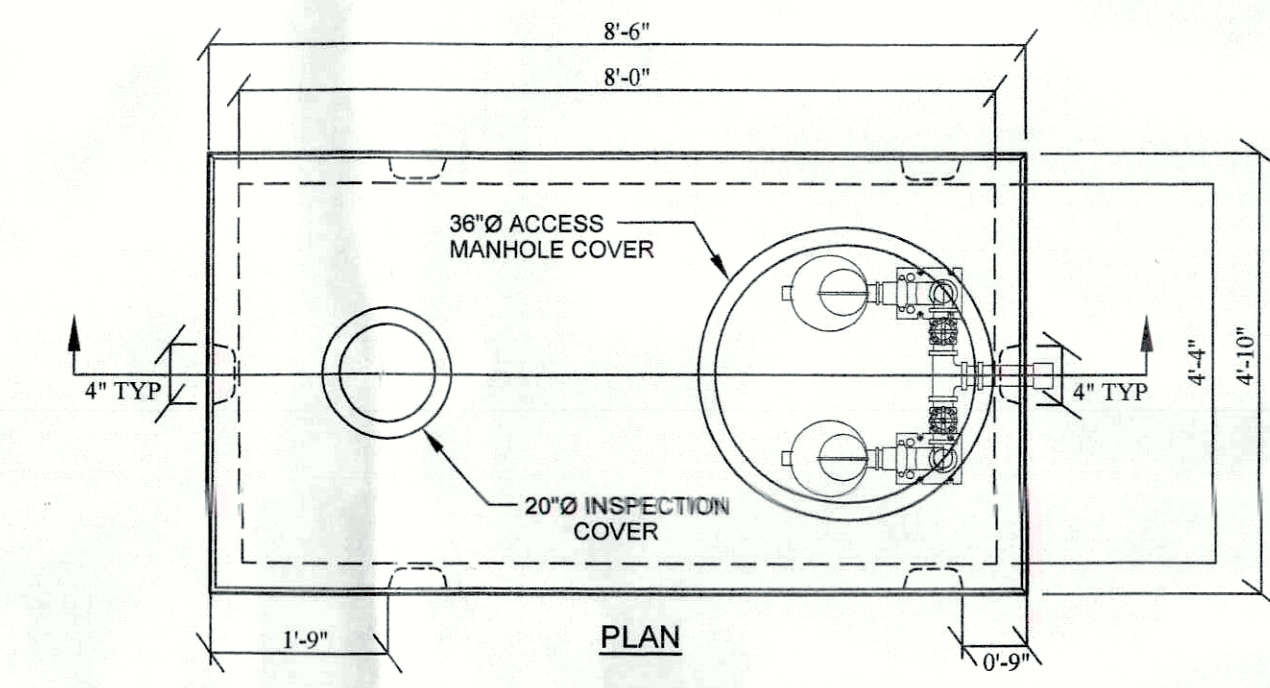 8'-6"
8'-0"
36"Ø ACCESS
MANHOLE COVER
4" TYP
4" TYP
4'-4"
4'-10"
20"Ø INSPECTION
COVER
1'-9"
PLAN
0'-9"